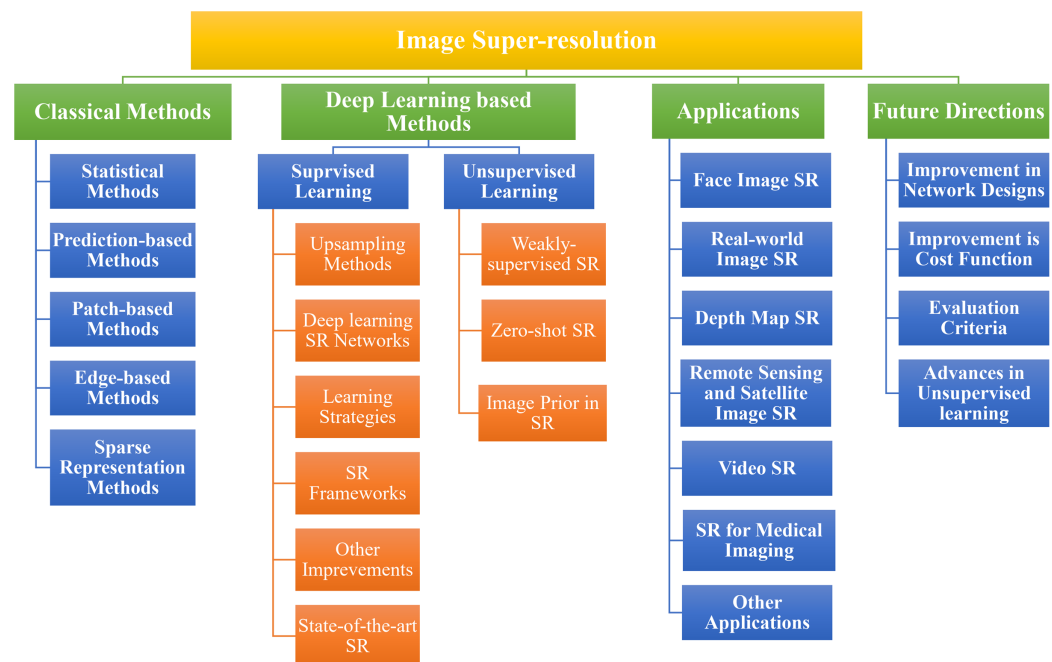 Image Super-resolution
Classical Methods
Statistical
Methods
Prediction-based
Methods
Patch-based
Methods
Edge-based
Methods
Sparse
Representation
Methods
Deep Learning based
Methods
Suprvised
Learning
Upsampling
Methods
Deep learning
SR Networks
Learning
Strategies
SR
Frameworks
Other
Imprevements
State-of-the-art
SR
Unsupervised
Learning
Weakly-
supervised SR
Zero-shot SR
Image Prior in
SR
Applications
Face Image SR
Real-world
Image SR
Depth Map SR
Remote Sensing
and Satellite
Image SR
Video SR
SR for Medical
Imaging
Other
Applications
Future Directions
Improvement in
Network Designs
Improvement is
Cost Function
Evaluation
Criteria
Advances in
Unsupervised
learning